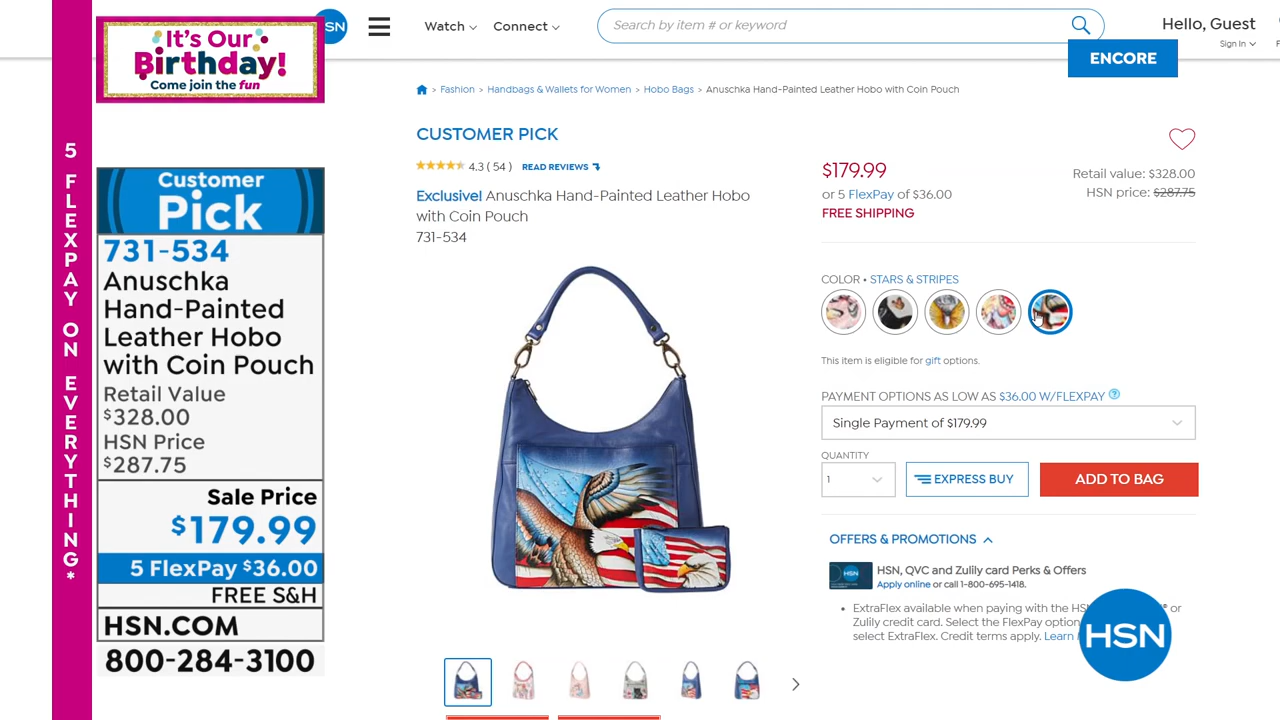 5 FLEXPAY ON EVERYTHING*
It's Our
Birthday!
Come join the fun
Customer
Pick
731-534
Anuschka
Hand-Painted
Leather Hobo
with Coin Pouch
Retail Value
$328.00
HSN Price
$287.75
Sale Price
$179.99
5 FlexPay $36.00
FREE S&H
HSN.COM
800-284-3100
SN
Watch
Connect
Search by item # or keyword
Hello, Guest
Sign In
F
ENCORE
> Fashion > Handbags & Wallets for Women > Hobo Bags > Anuschka Hand-Painted Leather Hobo with Coin Pouch
CUSTOMER PICK
4.3 ( 54 ) READ REVIEWS
Exclusive! Anuschka Hand-Painted Leather Hobo
with Coin Pouch
731-534
$179.99
or 5 FlexPay of $36.00
FREE SHIPPING
Retail value: $328.00
HSN price: $287.75
COLOR • STARS & STRIPES
This item is eligible for gift options.
PAYMENT OPTIONS AS LOW AS $36.00 W/FLEXPAY ?
Single Payment of $179.99
QUANTITY
1
EXPRESS BUY
ADD TO BAG
OFFERS & PROMOTIONS
HSN
HSN, QVC and Zulily card Perks & Offers
Apply online or call 1-800-695-1418.
• ExtraFlex available when paying with the HS ® or
Zulily credit card. Select the FlexPay option
select ExtraFlex. Credit terms apply. Learn
HSN